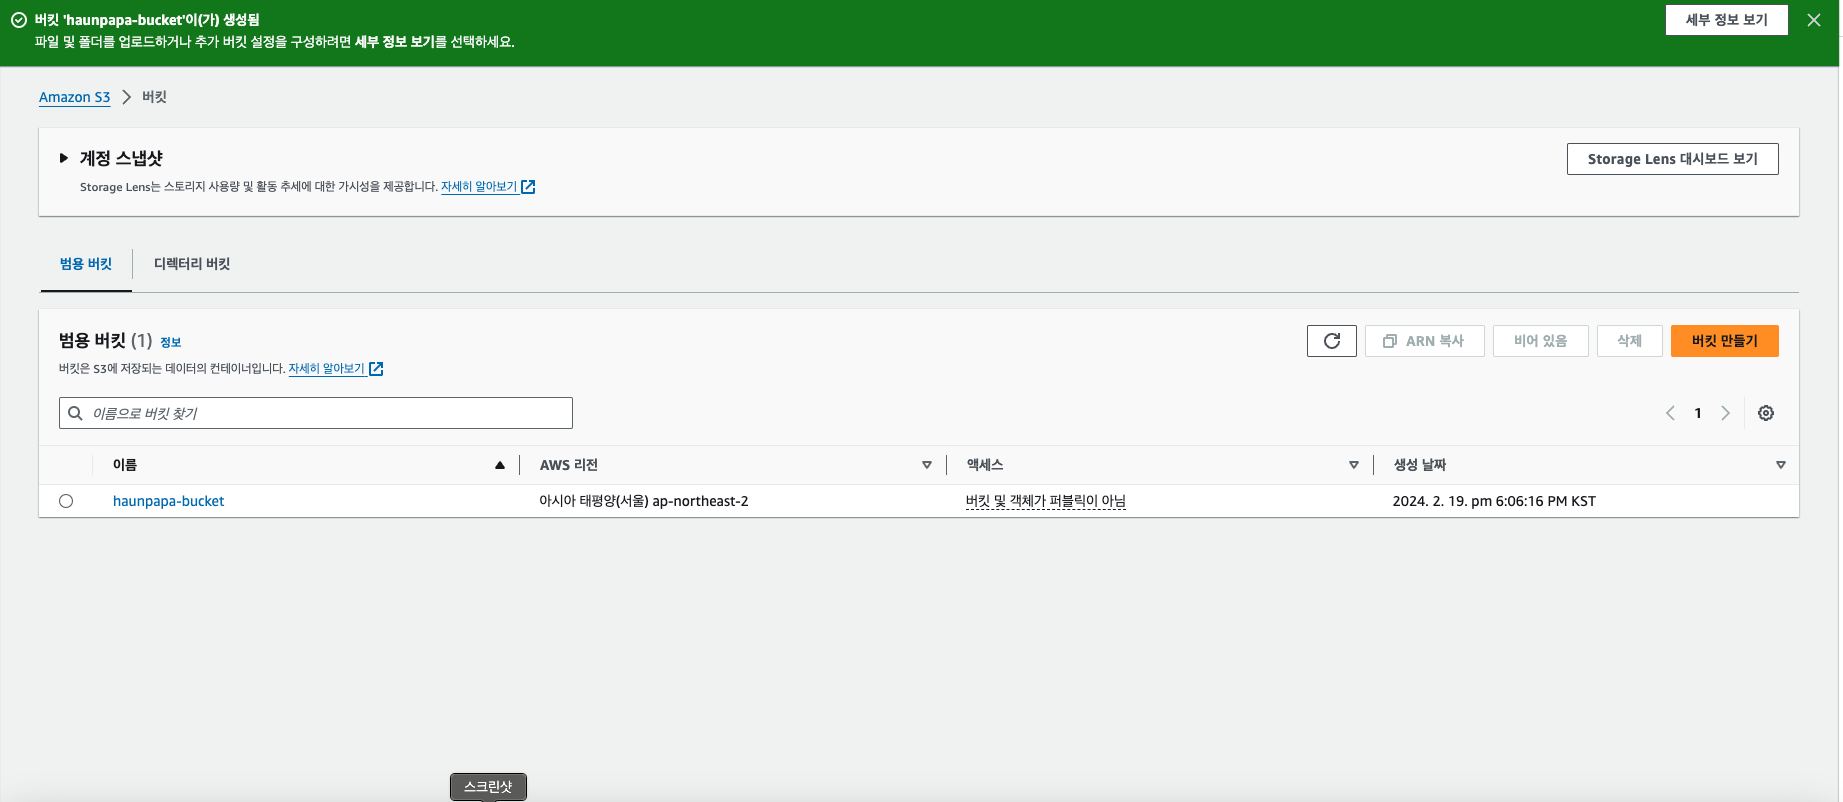 버킷 'haunpapa-bucket'이(가) 생성됨
파일 및 폴더를 업로드하거나 추가 버킷 설정을 구성하려면 세부 정보 보기를 선택하세요.
세부 정보 보기
Amazon S3
버킷
계정 스냅샷
Storage Lens는 스토리지 사용량 및 활동 추세에 대한 가시성을 제공합니다. 자세히 알아보기
Storage Lens 대시보드 보기
범용 버킷
디렉터리 버킷
범용 버킷 (1) 정보
버킷은 S3에 저장되는 데이터의 컨테이너입니다. 자세히 알아보기
ARN 복사
비어 있음
삭제
버킷 만들기
이름으로 버킷 찾기
1
이름
AWS 리전
액세스
생성 날짜
haunpapa-bucket
아시아 태평양(서울) ap-northeast-2
버킷 및 객체가 퍼블릭이 아님
2024. 2. 19. pm 6:06:16 PM KST
스크린샷